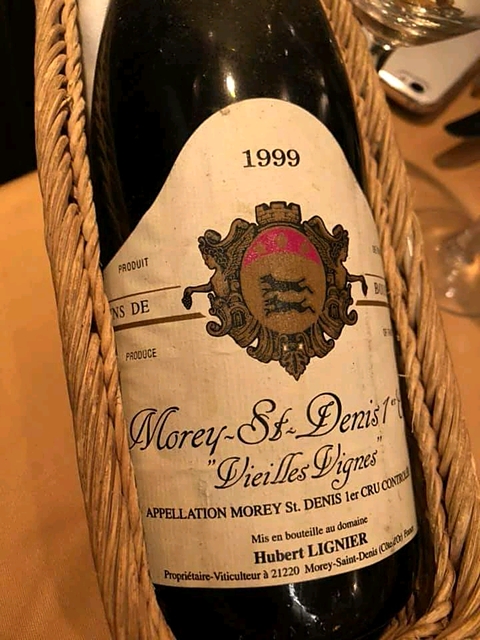 1999
PRODUIT
NS DE
PRODUCE
Morey-St-Denis 1er
"Vieilles Vignes"
APPELLATION MOREY St. DENIS 1er CRU CONTROL
Mis en bouteille au domaine
Hubert LIGNIER
Propriétaire-Viticulteur à 21220 Morey-Saint-Denis (Côte-d'Or) France